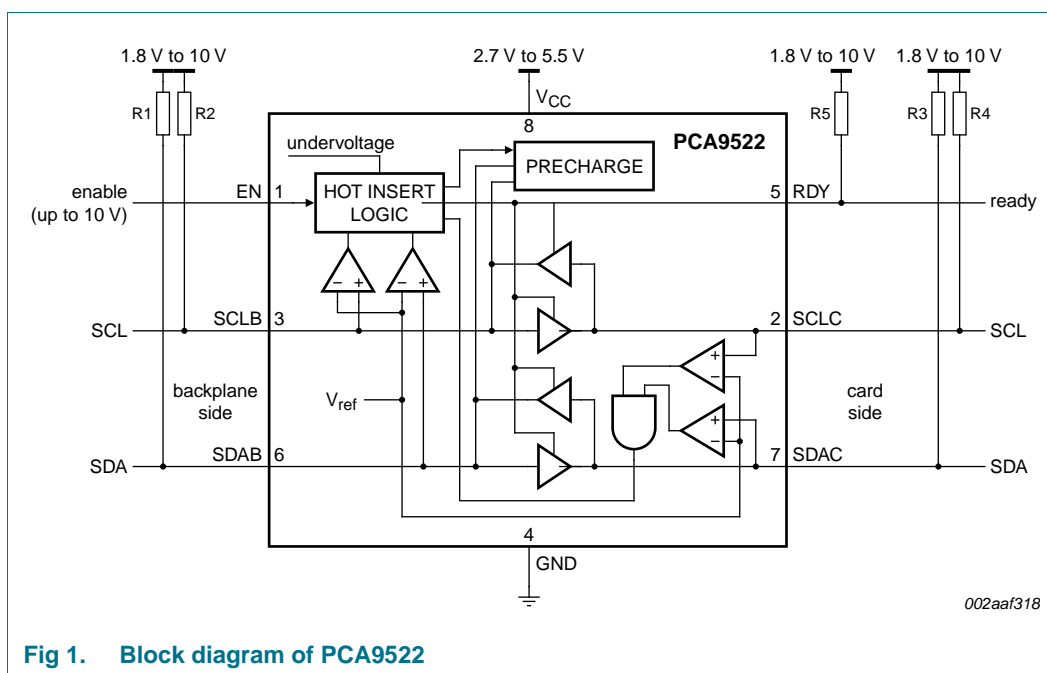 1.8 V to 10 V
2.7 V to 5.5 V
1.8 V to 10 V
1.8 V to 10 V
R1
R2
VCC
8
R5
R3
R4
undervoltage
PCA9522
PRECHARGE
enable
(up to 10 V)
EN
1
HOT INSERT
LOGIC
5
RDY
ready
− +
− +
SCL
SCLB
3
2
SCLC
SCL
+
−
backplane
side
Vref
card
side
+
−
SDA
SDAB
6
7
SDAC
SDA
4
GND
002aaf318
Fig 1. Block diagram of PCA9522